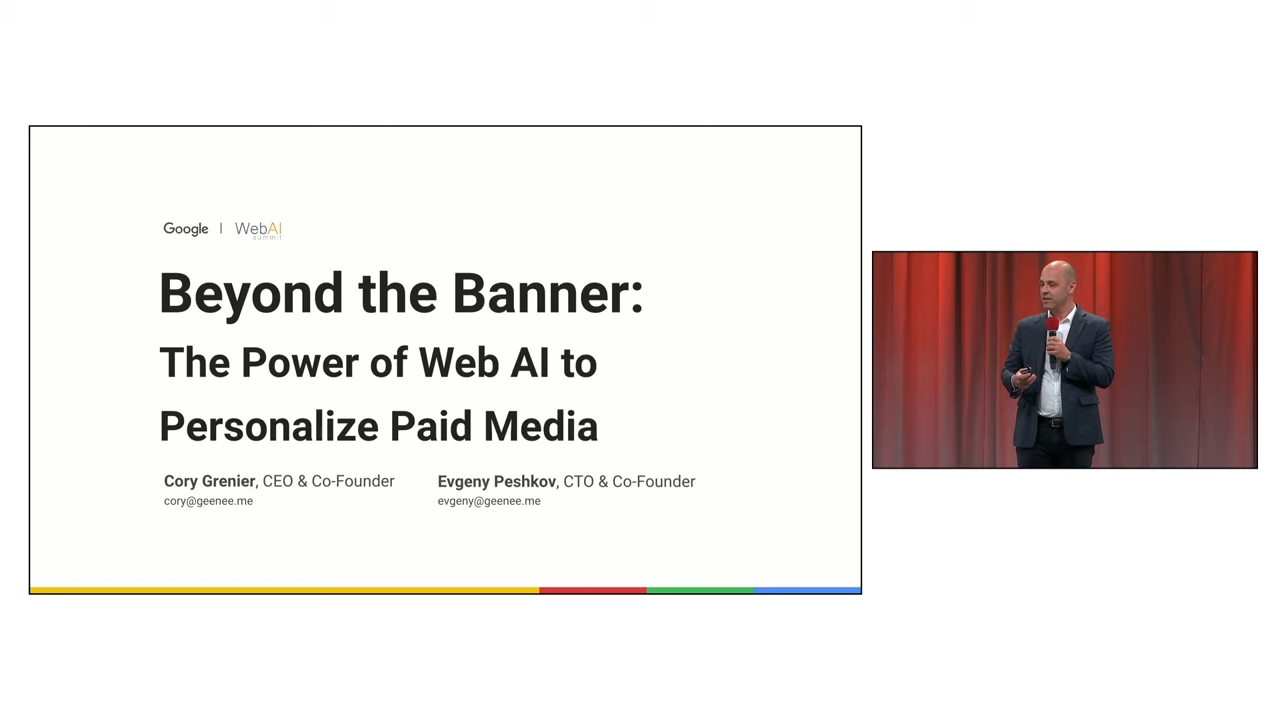 Google | WebAI
summit
Beyond the Banner:
The Power of Web AI to
Personalize Paid Media
Cory Grenier, CEO & Co-Founder
cory@geenee.me
Evgeny Peshkov, CTO & Co-Founder
evgeny@geenee.me